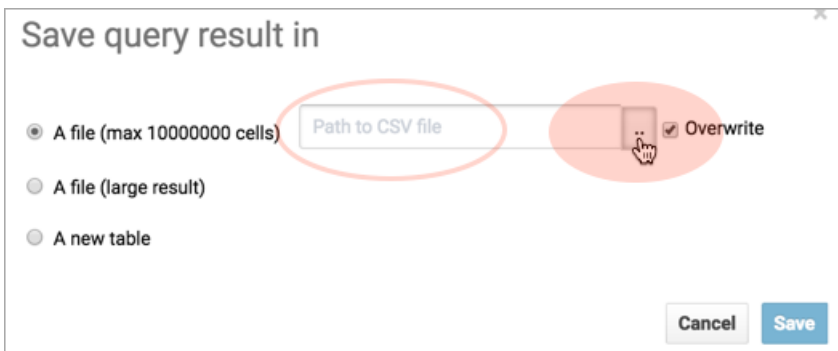 Save query result in
A file (max 10000000 cells) Path to CSV file .. Overwrite
A file (large result)
A new table
Cancel Save